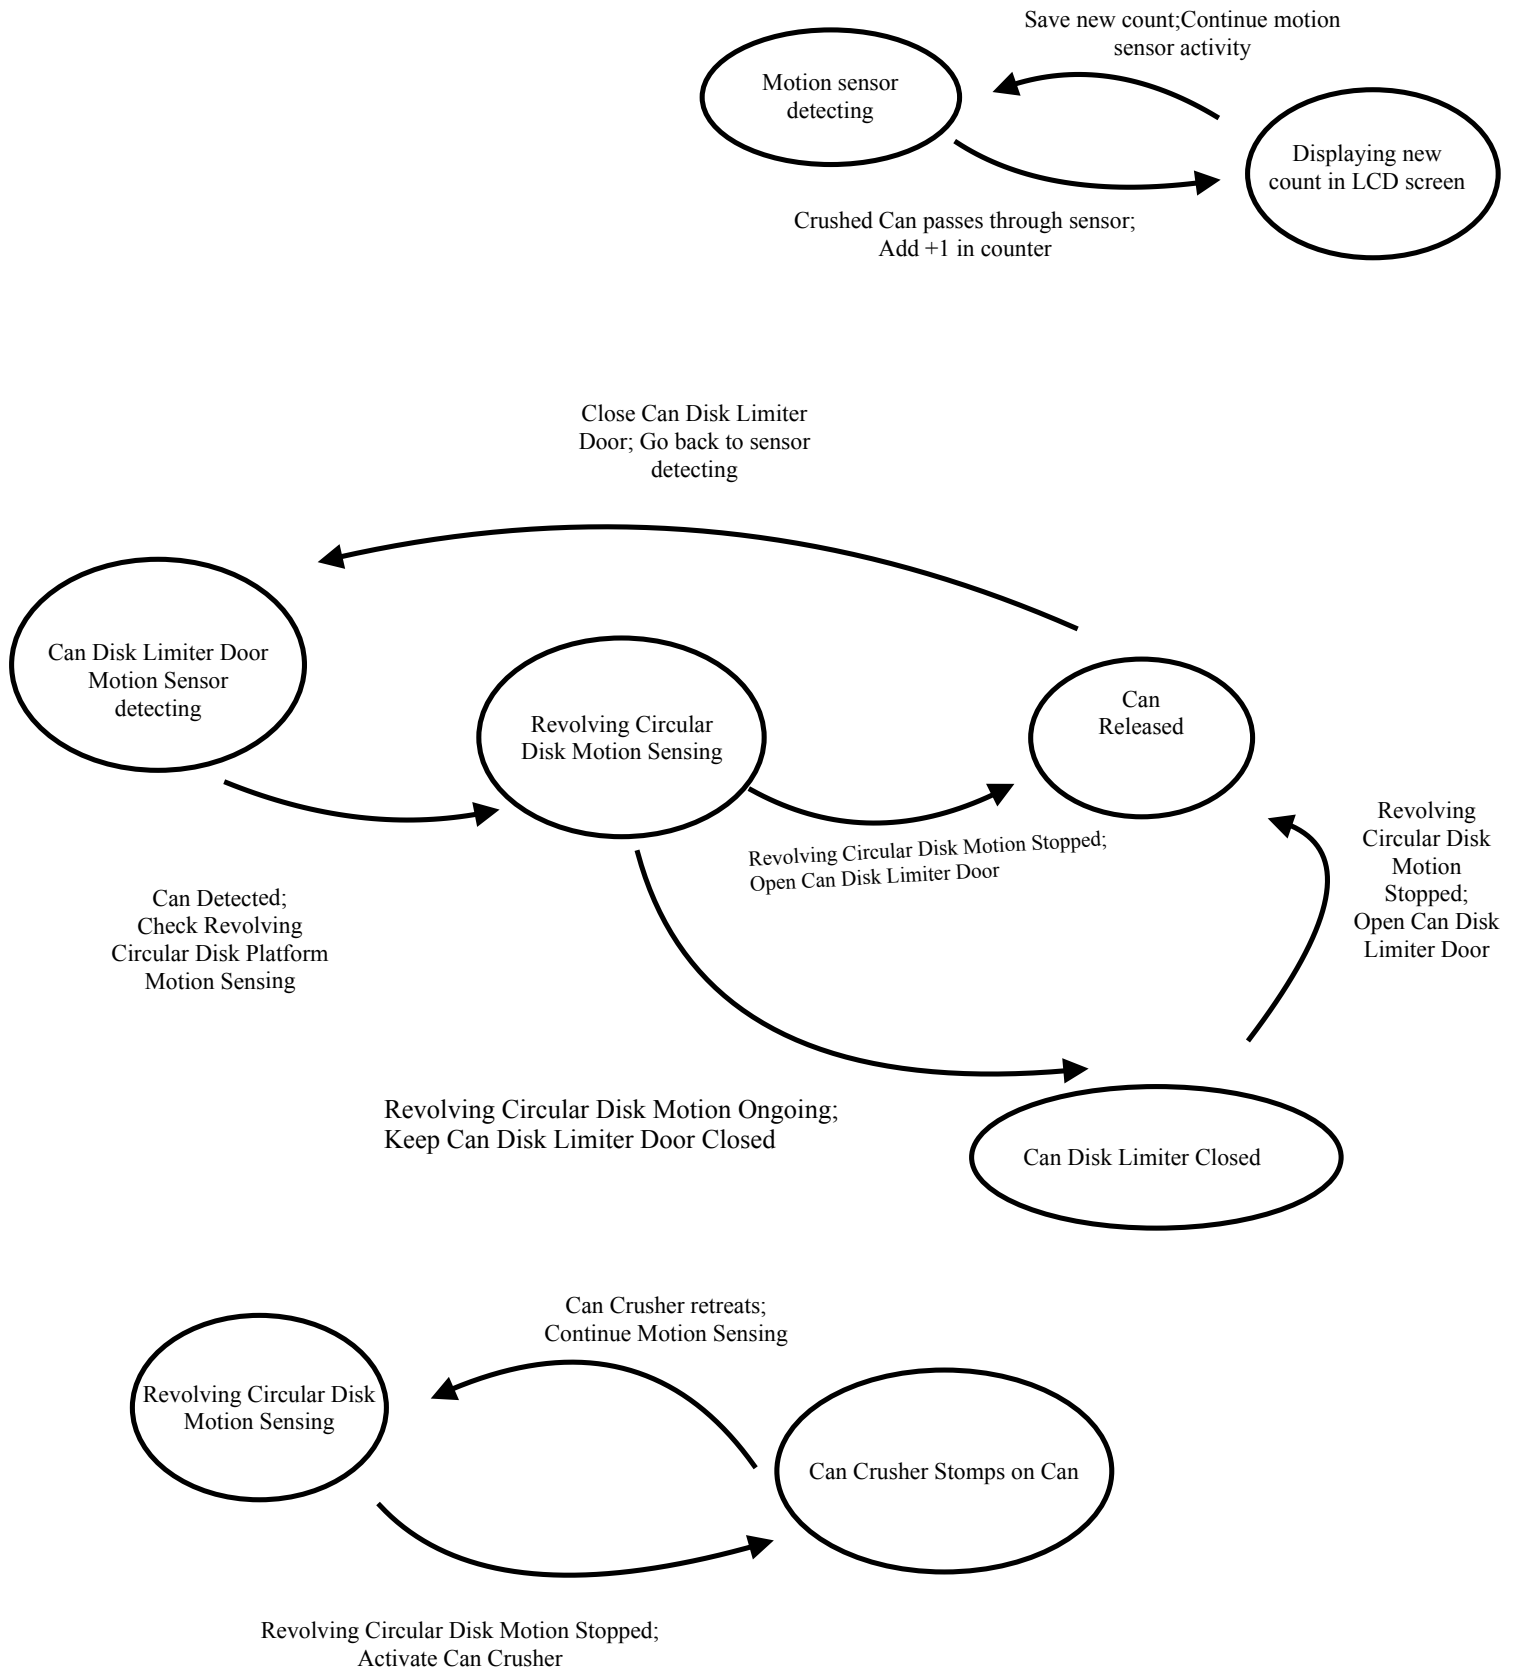 Save new count;Continue motion
sensor activity
Motion sensor
detecting
Displaying new
count in LCD screen
Crushed Can passes through sensor;
Add +1 in counter
Close Can Disk Limiter
Door; Go back to sensor
detecting
Can Disk Limiter Door
Motion Sensor
detecting
Revolving Circular
Disk Motion Sensing
Can
Released
Revolving Circular Disk Motion Stopped;
Open Can Disk Limiter Door
Revolving
Circular Disk
Motion
Stopped;
Open Can Disk
Limiter Door
Can Detected;
Check Revolving
Circular Disk Platform
Motion Sensing
Revolving Circular Disk Motion Ongoing;
Keep Can Disk Limiter Door Closed
Can Disk Limiter Closed
Can Crusher retreats;
Continue Motion Sensing
Revolving Circular Disk
Motion Sensing
Can Crusher Stomps on Can
Revolving Circular Disk Motion Stopped;
Activate Can Crusher